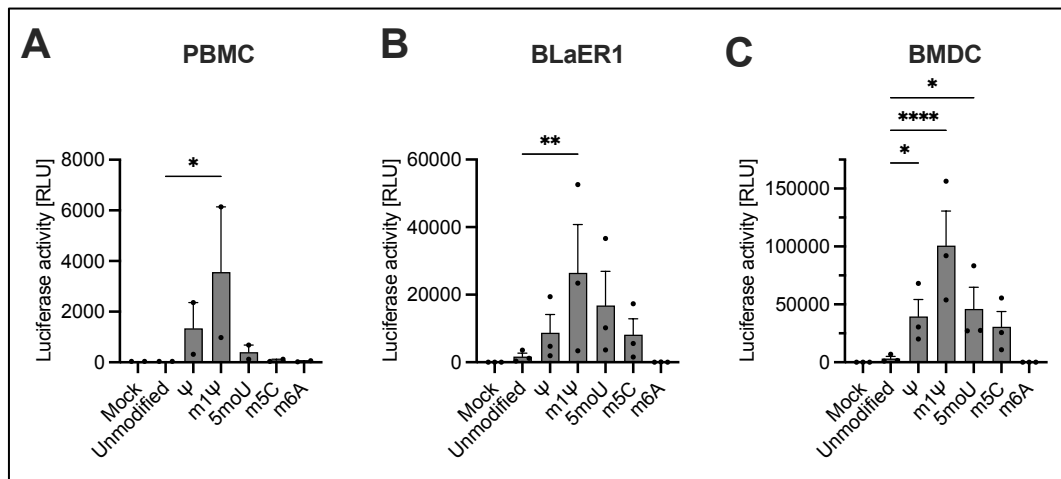 A
PBMC
*
Luciferase activity [RLU]
8000
6000
4000
2000
0
Mock
Unmodified
Ψ
m1Ψ
5moU
m5C
m6A
B
BLaER1
**
Luciferase activity [RLU]
60000
40000
20000
0
Mock
Unmodified
Ψ
m1Ψ
5moU
m5C
m6A
C
BMDC
*
****
*
Luciferase activity [RLU]
150000
100000
50000
0
Mock
Unmodified
Ψ
m1Ψ
5moU
m5C
m6A